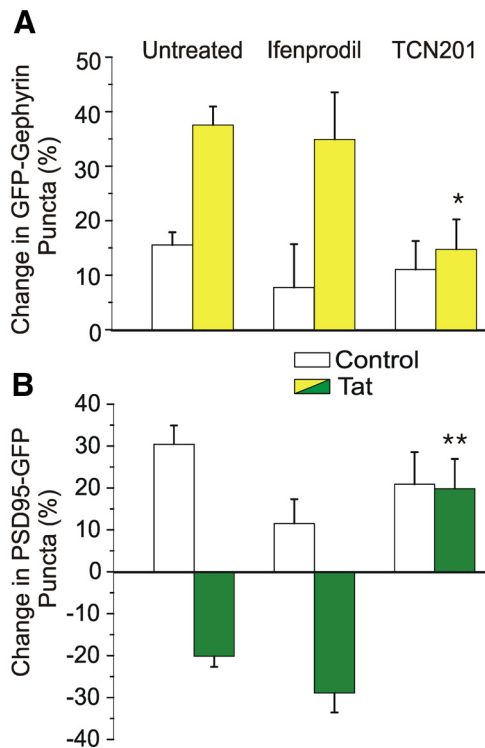 A
Untreated Ifenprodil TCN201
Change in GFP-Gephyrin
Puncta (%)
50
40
30
20
10
0
*
Control
Tat
B
Change in PSD95-GFP
Puncta (%)
40
30
20
10
0
-10
-20
-30
-40
**